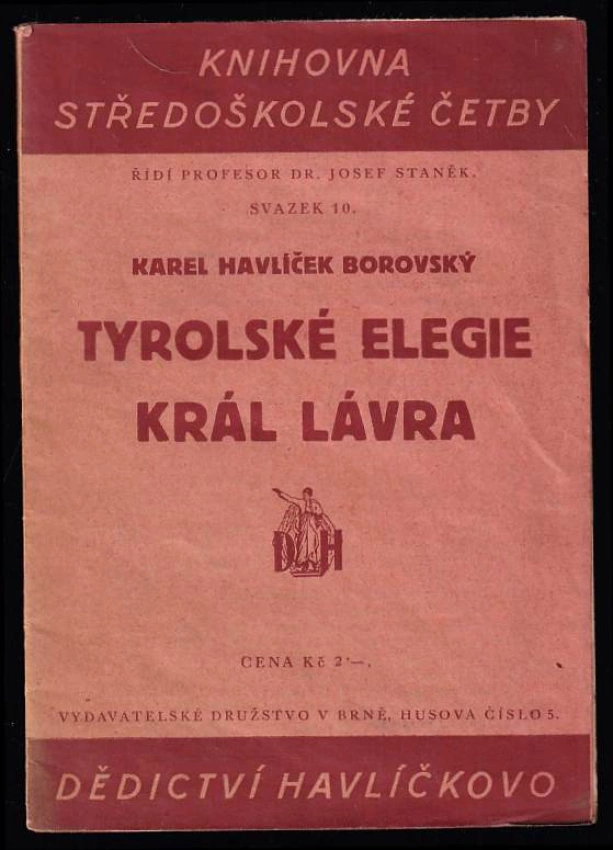 KNIHOVNA
STŘEDOŠKOLSKÉ ČETBY
ŘÍDÍ PROFESOR DR. JOSEF STANĚK.
SVAZEK 10.
KAREL HAVLÍČEK BOROVSKÝ
TYROLSKÉ ELEGIE
KRÁL LÁVRA
D H
CENA Kč 2'—.
VYDAVATELSKÉ DRUŽSTVO V BRNĚ, HUSOVA ČÍSLO 5.
DĚDICTVÍ HAVLÍČKOVO